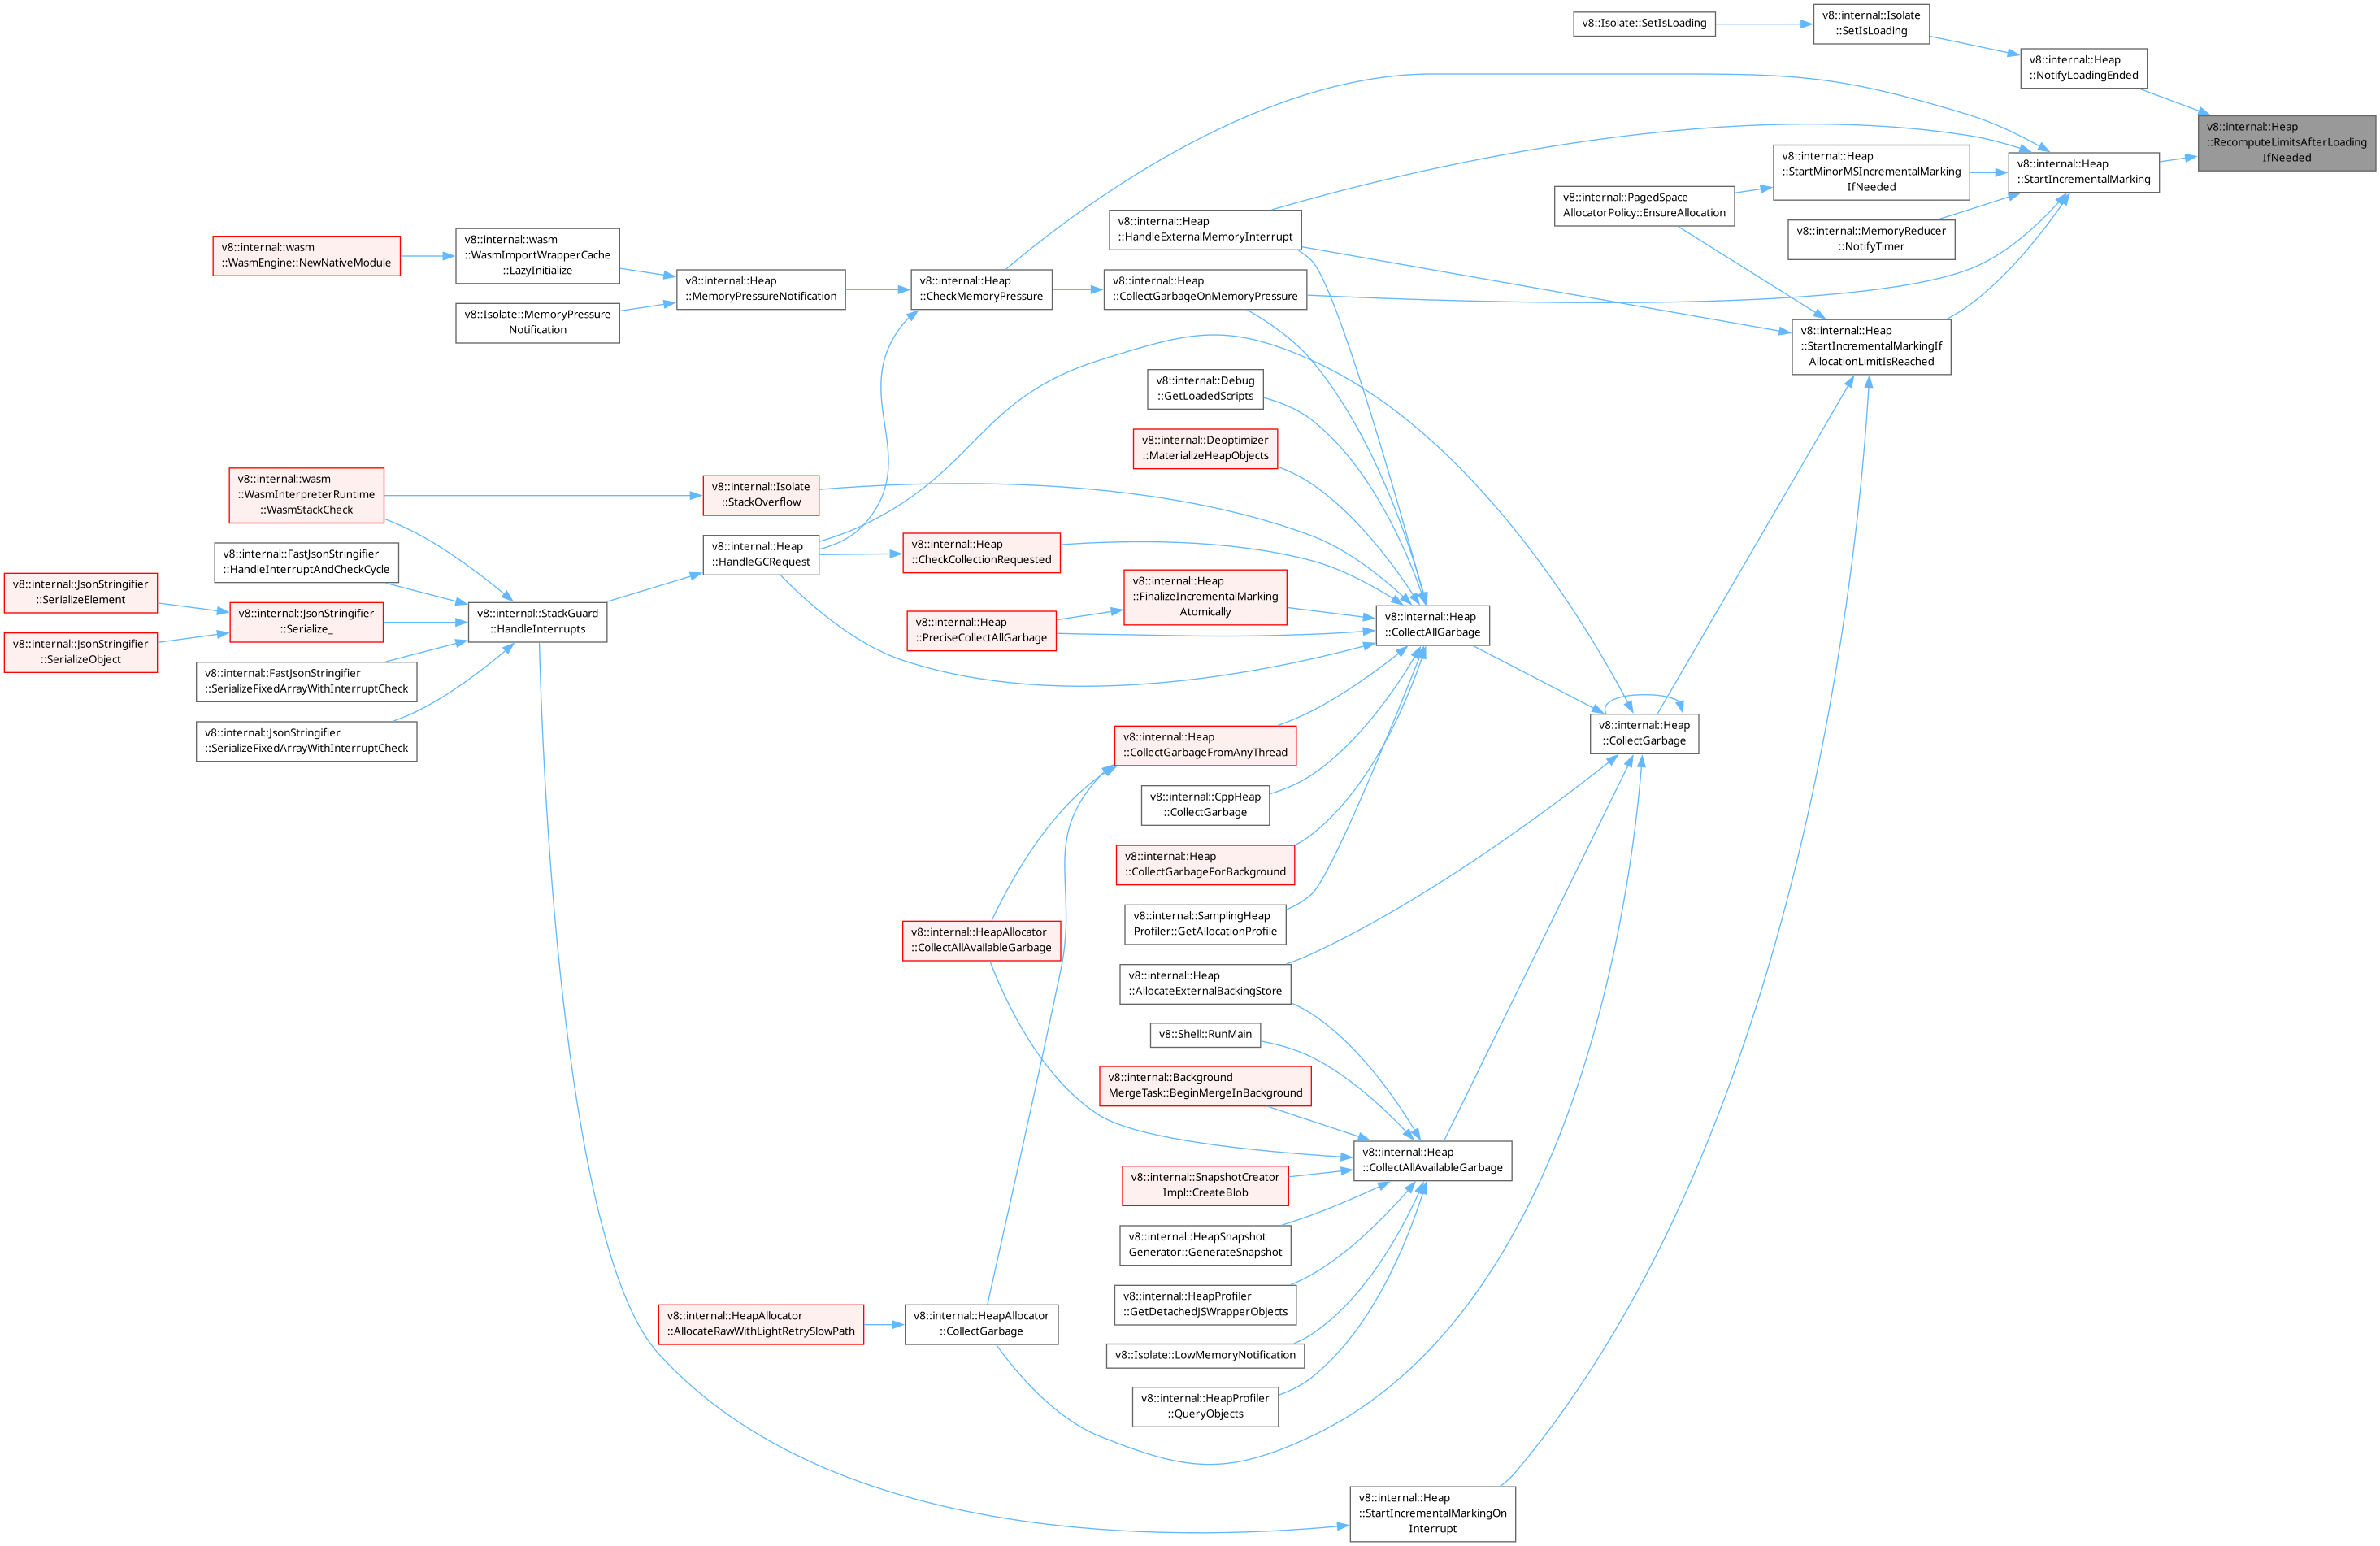 v8::Isolate::SetIsLoading
v8::internal::Isolate
::SetIsLoading
v8::internal::Heap
::NotifyLoadingEnded
v8::internal::Heap
::RecomputeLimitsAfterLoading
IfNeeded
v8::internal::Heap
::StartIncrementalMarking
v8::internal::Heap
::StartMinorMSIncrementalMarking
IfNeeded
v8::internal::PagedSpace
AllocatorPolicy::EnsureAllocation
v8::internal::MemoryReducer
::NotifyTimer
v8::internal::Heap
::HandleExternalMemoryInterrupt
v8::internal::wasm
::WasmEngine::NewNativeModule
v8::internal::wasm
::WasmImportWrapperCache
::LazyInitialize
v8::internal::Heap
::MemoryPressureNotification
v8::internal::Heap
::CheckMemoryPressure
v8::internal::Heap
::CollectGarbageOnMemoryPressure
v8::Isolate::MemoryPressure
Notification
v8::internal::Heap
::StartIncrementalMarkingIf
AllocationLimitIsReached
v8::internal::Debug
::GetLoadedScripts
v8::internal::Deoptimizer
::MaterializeHeapObjects
v8::internal::wasm
::WasmInterpreterRuntime
::WasmStackCheck
v8::internal::Isolate
::StackOverflow
v8::internal::FastJsonStringifier
::HandleInterruptAndCheckCycle
v8::internal::Heap
::HandleGCRequest
v8::internal::Heap
::CheckCollectionRequested
v8::internal::JsonStringifier
::SerializeElement
v8::internal::JsonStringifier
::Serialize_
v8::internal::StackGuard
::HandleInterrupts
v8::internal::Heap
::FinalizeIncrementalMarking
Atomically
v8::internal::Heap
::PreciseCollectAllGarbage
v8::internal::Heap
::CollectAllGarbage
v8::internal::JsonStringifier
::SerializeObject
v8::internal::FastJsonStringifier
::SerializeFixedArrayWithInterruptCheck
v8::internal::JsonStringifier
::SerializeFixedArrayWithInterruptCheck
v8::internal::Heap
::CollectGarbageFromAnyThread
v8::internal::Heap
::CollectGarbage
v8::internal::CppHeap
::CollectGarbage
v8::internal::Heap
::CollectGarbageForBackground
v8::internal::SamplingHeap
Profiler::GetAllocationProfile
v8::internal::HeapAllocator
::CollectAllAvailableGarbage
v8::internal::Heap
::AllocateExternalBackingStore
v8::Shell::RunMain
v8::internal::Background
MergeTask::BeginMergeInBackground
v8::internal::Heap
::CollectAllAvailableGarbage
v8::internal::SnapshotCreator
Impl::CreateBlob
v8::internal::HeapSnapshot
Generator::GenerateSnapshot
v8::internal::HeapProfiler
::GetDetachedJSWrapperObjects
v8::internal::HeapAllocator
::AllocateRawWithLightRetrySlowPath
v8::internal::HeapAllocator
::CollectGarbage
v8::Isolate::LowMemoryNotification
v8::internal::HeapProfiler
::QueryObjects
v8::internal::Heap
::StartIncrementalMarkingOn
Interrupt